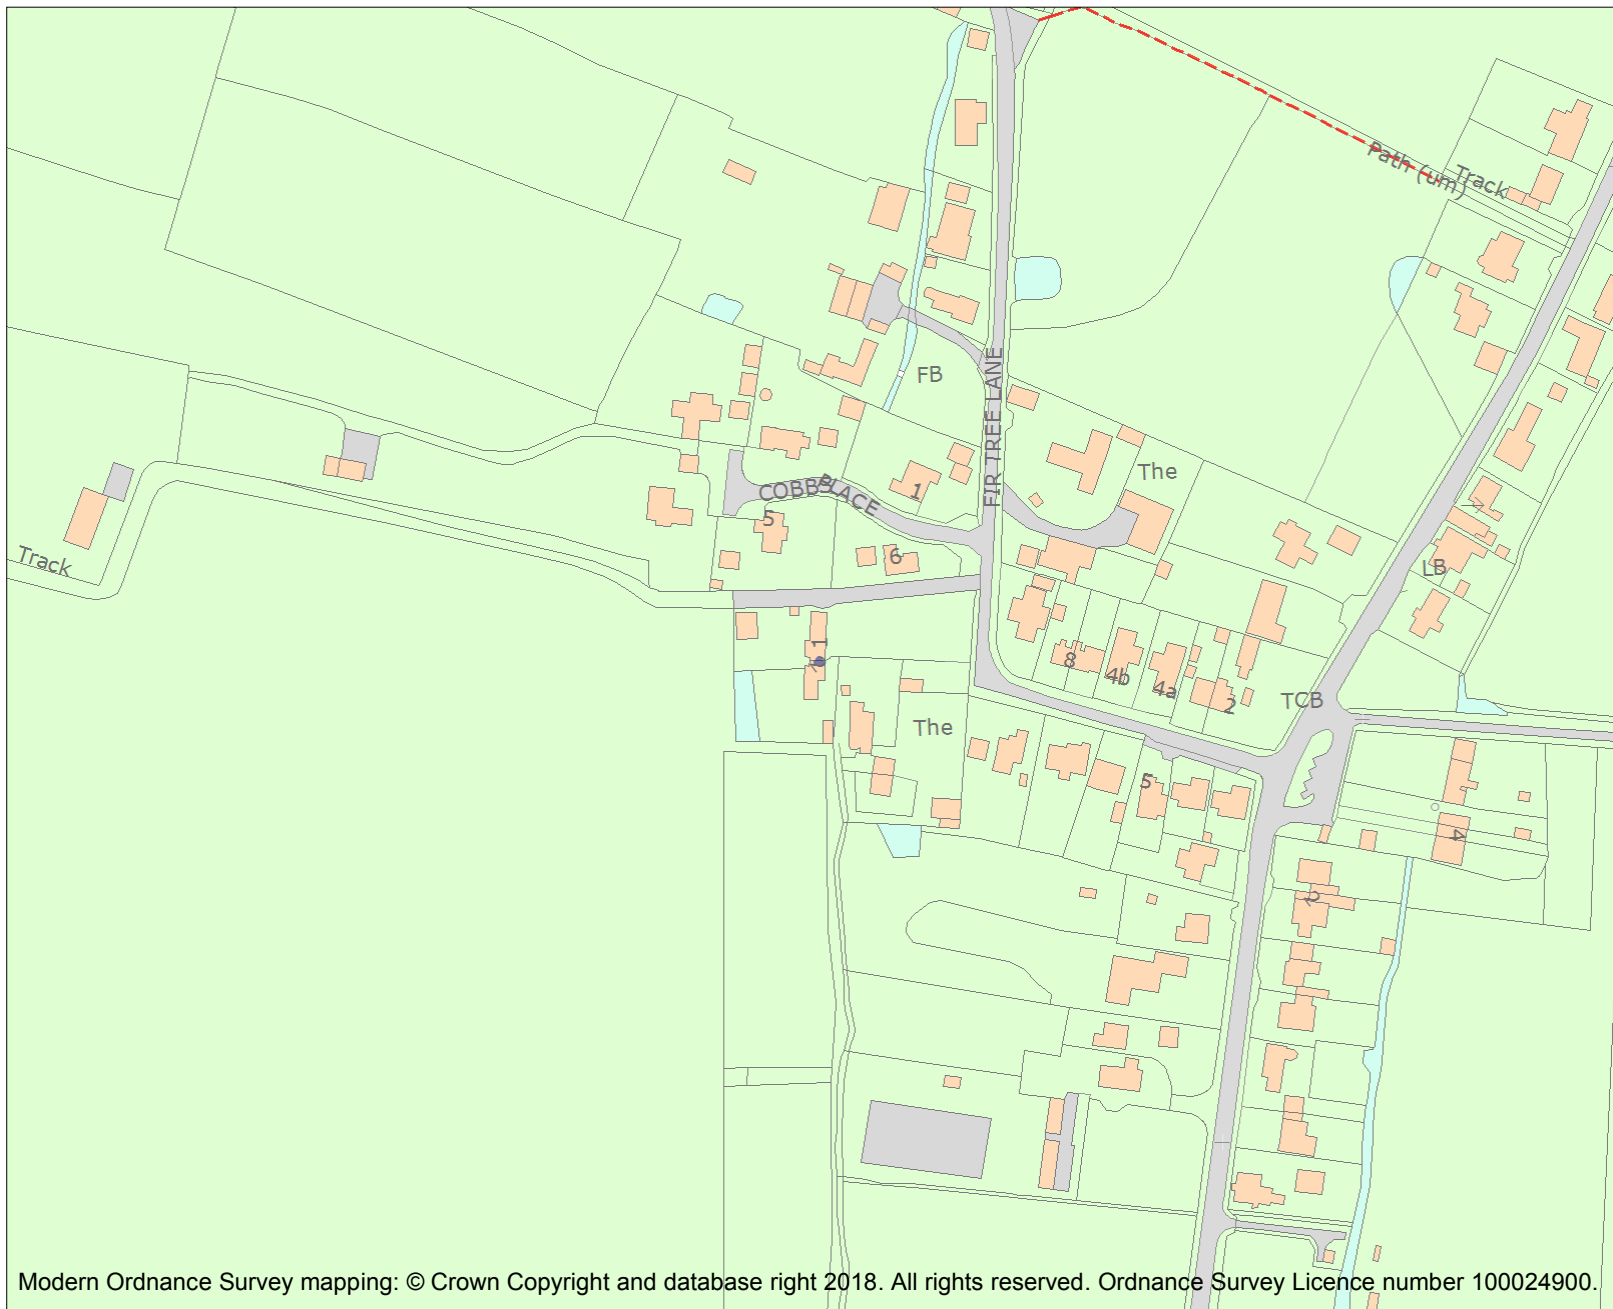 Path (um)
Track
FIR TREE LANE
FB
The
COBBS PLACE
1
5
6
LB
Track
1
2
8
4b
4a
2
TCB
The
5
4
2
Modern Ordnance Survey mapping: © Crown Copyright and database right 2018. All rights reserved. Ordnance Survey Licence number 100024900.